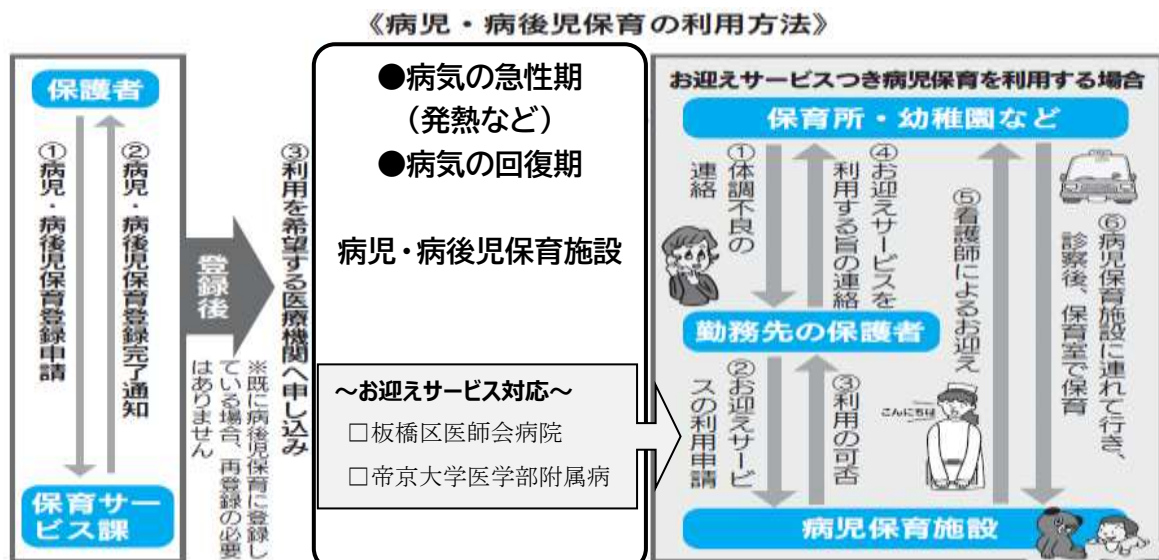 《病児・病後児保育の利用方法》
保護者
①病児・病後児保育登録申請
②病児・病後児保育登録完了通知
保育サー
ビス課
登録後
③利用を希望する医療機関へ申し込み
※既に病後児保育に登録し
ている場合、再登録の必要
はありません
●病気の急性期
（発熱など）
●病気の回復期
病児・病後児保育施設
～お迎えサービス対応～
□板橋区医師会病院
□帝京大学医学部附属病
お迎えサービスつき病児保育を利用する場合
保育所・幼稚園など
①体調不良の
連絡
④お迎えサービスを
利用する旨の連絡
勤務先の保護者
②お迎えサービ
スの利用申請
③利用の可否
⑤看護師によるお迎え
こんにちは
⑥病児保育施設に連れて行き、
診察後、保育室で保育
病児保育施設